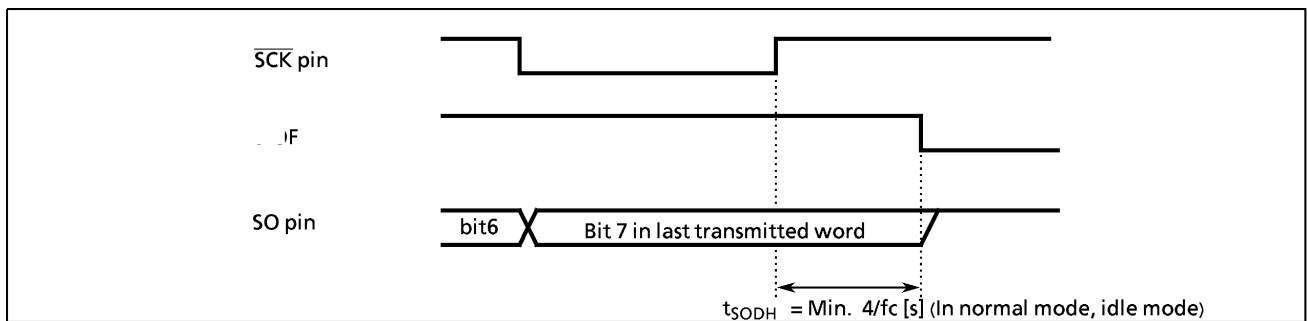 SCK pin
F
SO pin
bit6
Bit 7 in last transmitted word
tSODH = Min. 4/fc [s] (In normal mode, idle mode)